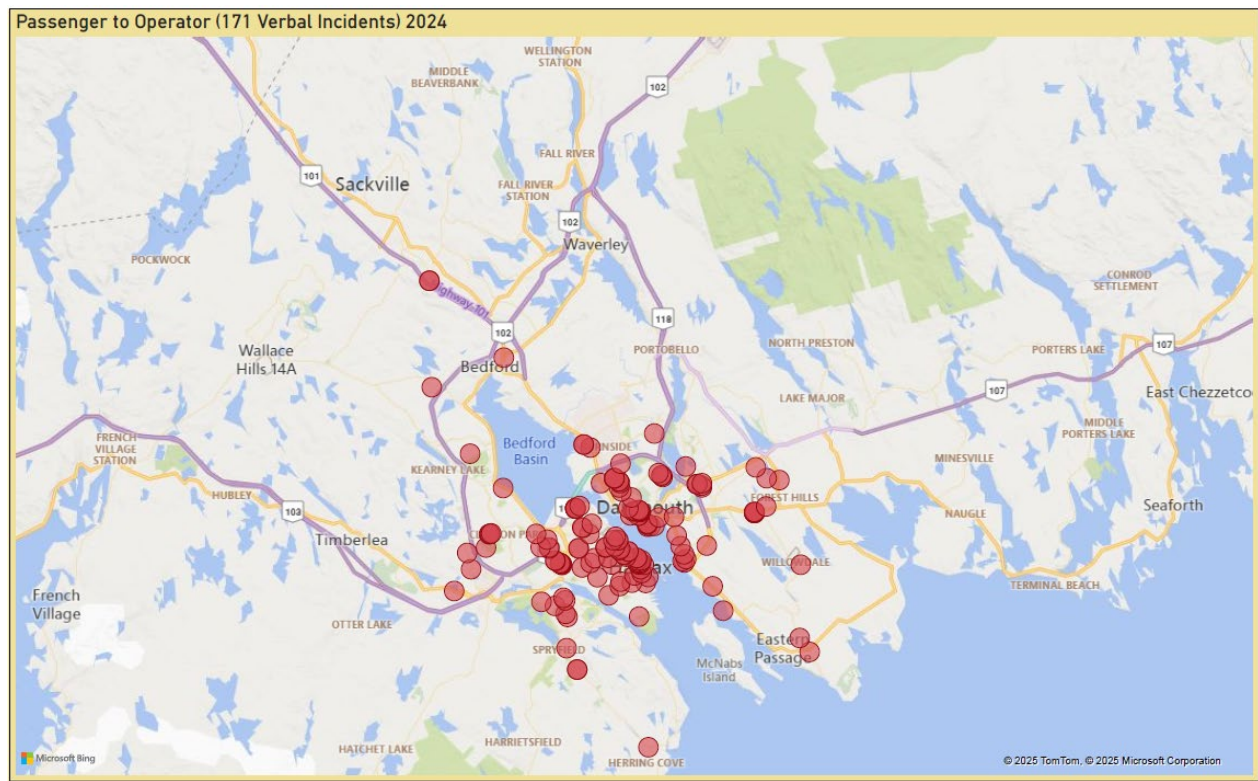 Passenger to Operator (171 Verbal Incidents) 2024
WELLINGTON
STATION
MIDDLE
BEAVERBANK
102
FALL RIVER
101
Sackville
FALL RIVER
STATION
102
Waverley
POCKWOCK
CONROD
SETTLEMENT
Highway 101
118
102
NORTH PRESTON
PORTOBELLO
PORTERS LAKE
107
Wallace
Hills 14A
Bedford
107
East Chezzetcoo
LAKE MAJOR
MIDDLE
PORTERS LAKE
FRENCH
VILLAGE
STATION
Bedford
Basin
RNSIDE
KEARNEY LAKE
MINESVILLE
HUBLEY
FOREST HILLS
103
Seaforth
NAUGLE
Timberlea
WILLOWDALE
TERMINAL BEACH
French
Village
OTTER LAKE
SPRYFIELD
Eastern
Passage
McNabs
Island
HATCHET LAKE
HARRIETSFIELD
HERRING COVE
Microsoft Bing
© 2025 TomTom, © 2025 Microsoft Corporation